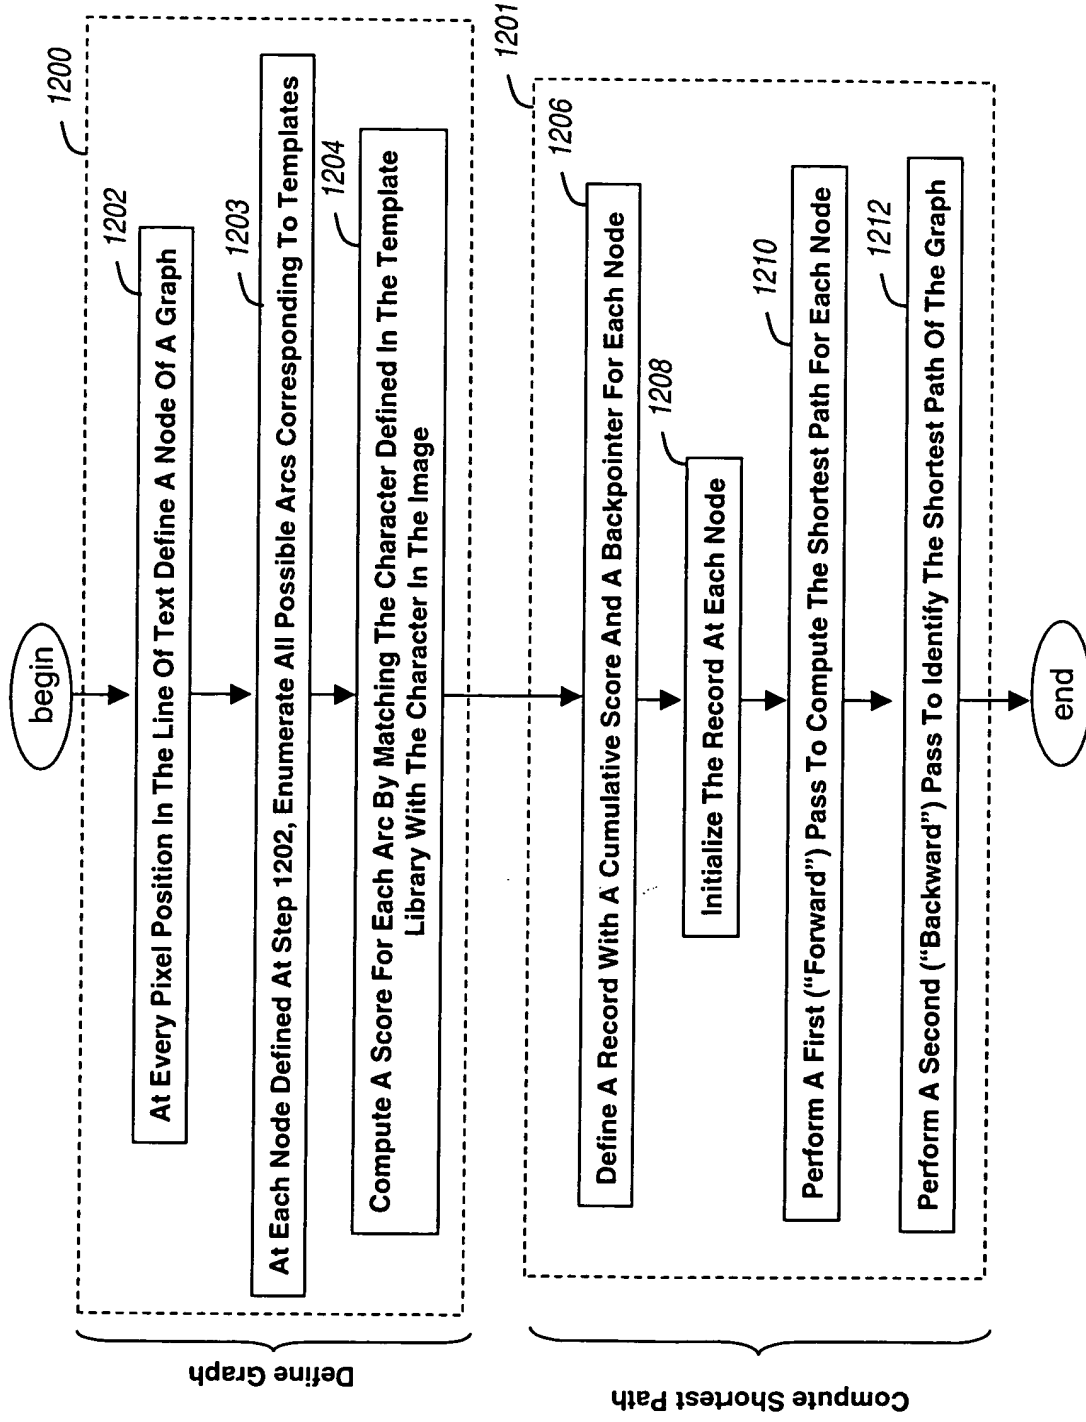 begin
1200
1202
At Every Pixel Position In The Line Of Text Define A Node Of A Graph
1203
At Each Node Defined At Step 1202, Enumerate All Possible Arcs Corresponding To Templates
1204
Compute A Score For Each Arc By Matching The Character Defined In The Template
Library With The Character In The Image
Define Graph
1201
1206
Define A Record With A Cumulative Score And A Backpointer For Each Node
1208
Initialize The Record At Each Node
1210
Perform A First (“Forward”) Pass To Compute The Shortest Path For Each Node
1212
Perform A Second (“Backward”) Pass To Identify The Shortest Path Of The Graph
Compute Shortest Path
end